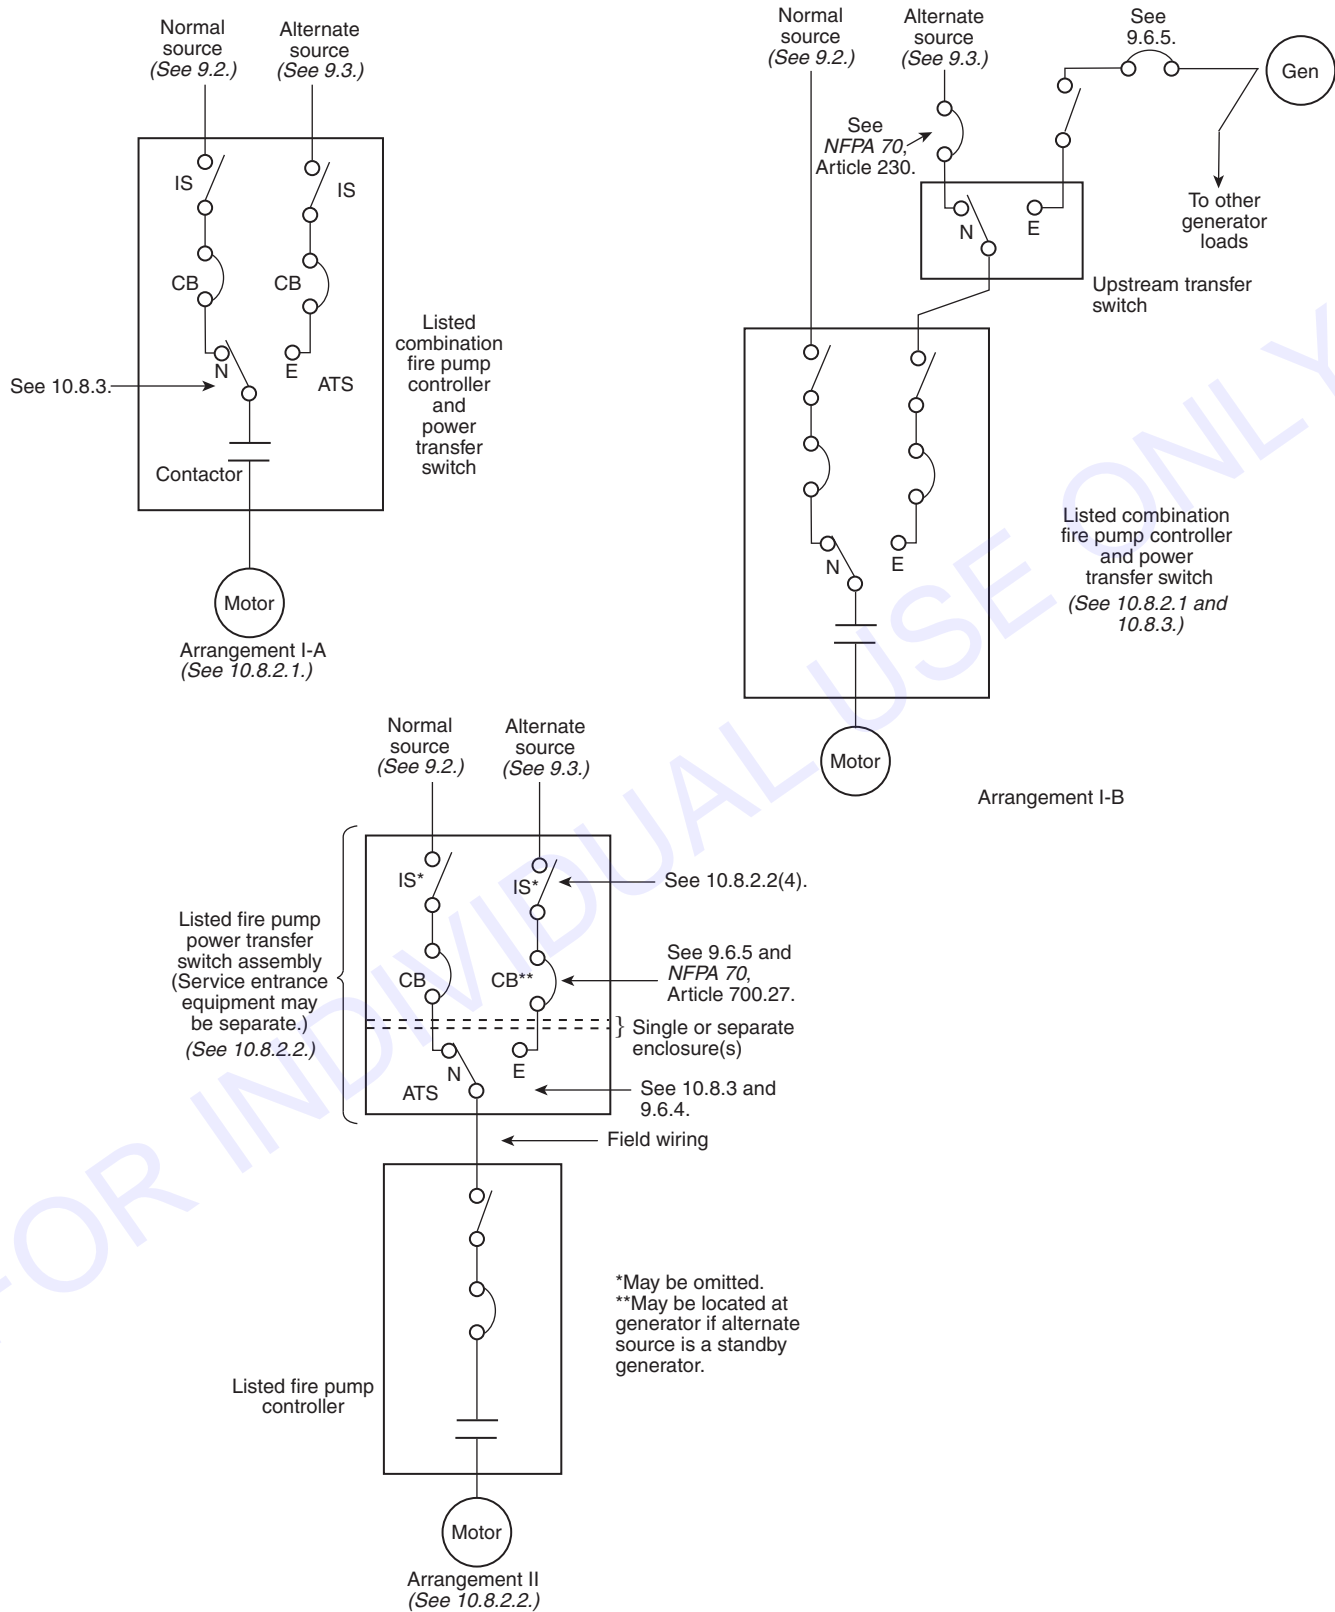 Normal
source
(See 9.2.)
Alternate
source
(See 9.3.)
IS
IS
CB
CB
N
E
ATS
See 10.8.3.
Contactor
Listed
combination
fire pump
controller
and
power
transfer
switch
Motor
Arrangement I-A
(See 10.8.2.1.)
Normal
source
(See 9.2.)
Alternate
source
(See 9.3.)
See
9.6.5.
Gen
See
NFPA 70,
Article 230.
N
E
To other
generator
loads
Upstream transfer
switch
N
E
Listed combination
fire pump controller
and power
transfer switch
(See 10.8.2.1 and
10.8.3.)
Motor
Arrangement I-B
Normal
source
(See 9.2.)
Alternate
source
(See 9.3.)
IS*
IS*
See 10.8.2.2(4).
Listed fire pump
power transfer
switch assembly
(Service entrance
equipment may
be separate.)
(See 10.8.2.2.)
CB
CB**
See 9.6.5 and
NFPA 70,
Article 700.27.
} Single or separate
enclosure(s)
N
E
ATS
See 10.8.3 and
9.6.4.
Field wiring
*May be omitted.
**May be located at
generator if alternate
source is a standby
generator.
Listed fire pump
controller
Motor
Arrangement II
(See 10.8.2.2.)
FOR INDIVIDUAL USE ONLY